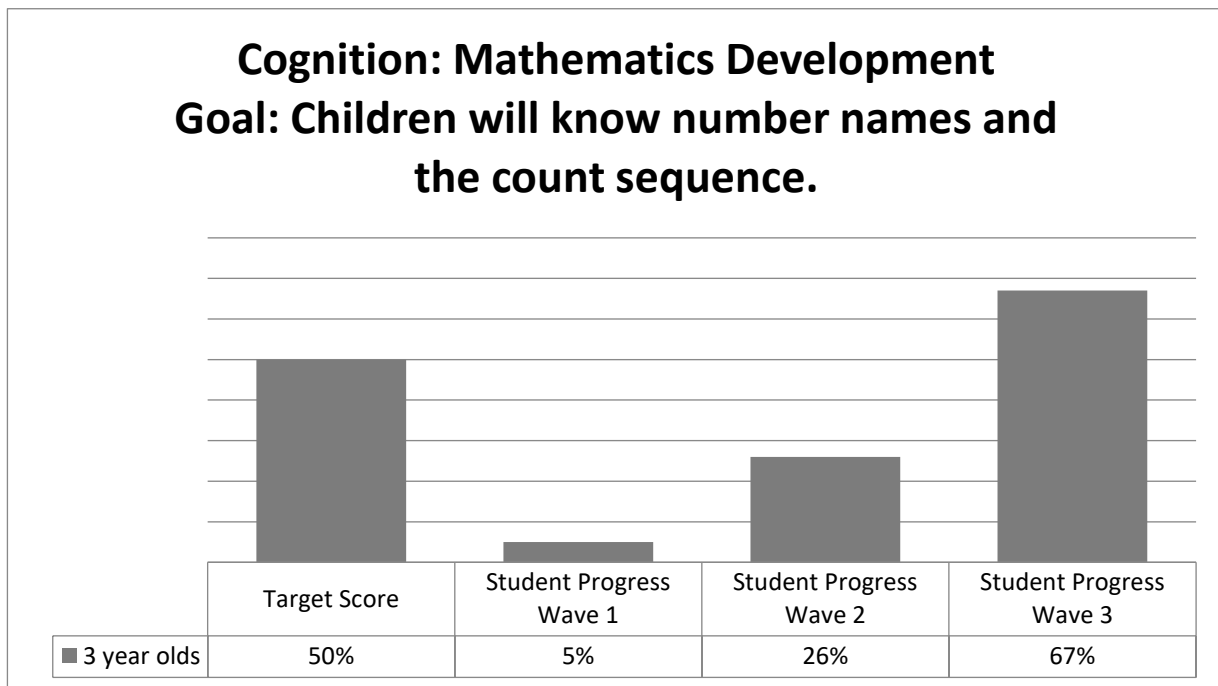 Cognition: Mathematics Development
Goal: Children will know number names and
the count sequence.
Target Score
Student Progress
Wave 1
Student Progress
Wave 2
Student Progress
Wave 3
3 year olds 50% 5% 26% 67%